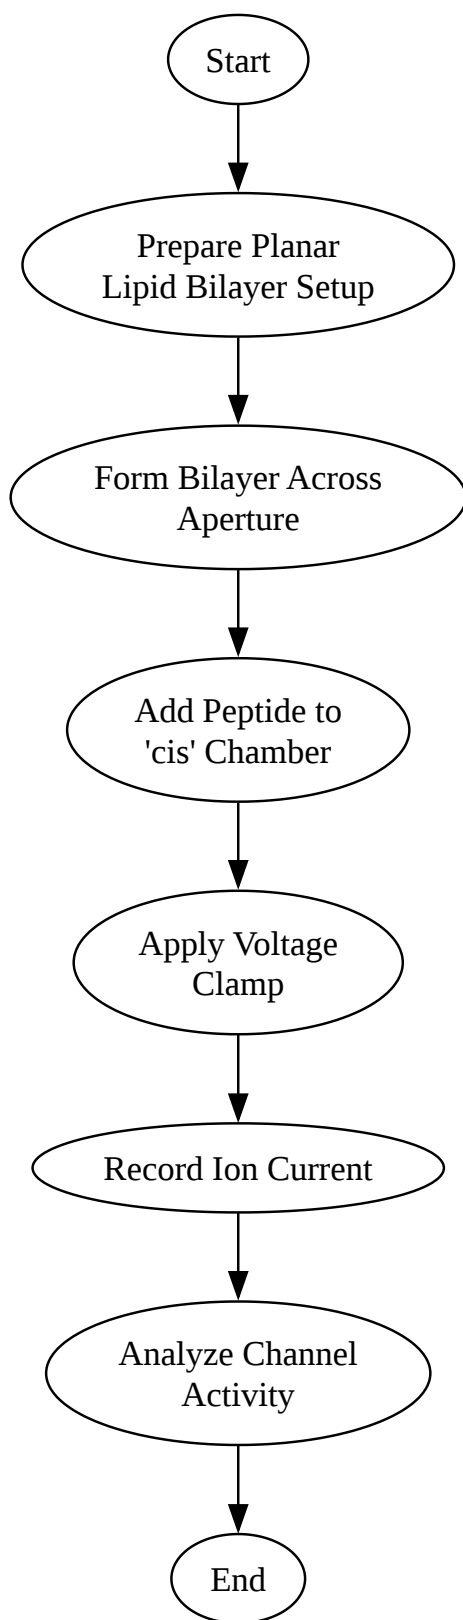 Start
Prepare Planar
Lipid Bilayer Setup
Form Bilayer Across
Aperture
Add Peptide to
'cis' Chamber
Apply Voltage
Clamp
Record Ion Current
Analyze Channel
Activity
End